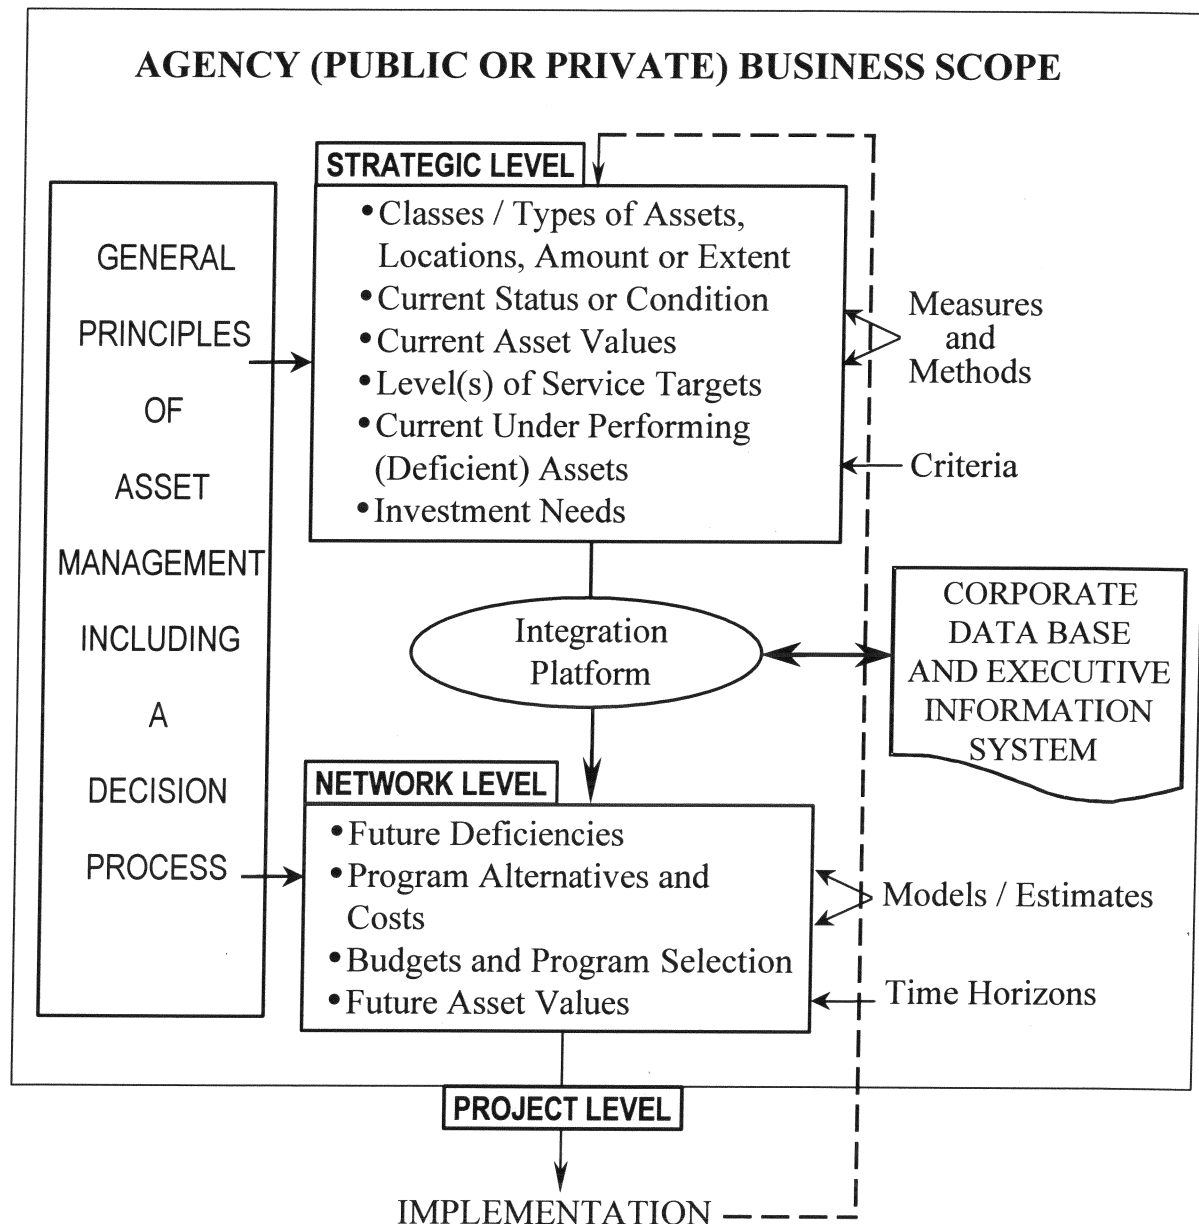 AGENCY (PUBLIC OR PRIVATE) BUSINESS SCOPE
GENERAL
PRINCIPLES
OF
ASSET
MANAGEMENT
INCLUDING
A
DECISION
PROCESS
STRATEGIC LEVEL
•Classes / Types of Assets,
Locations, Amount or Extent
•Current Status or Condition
•Current Asset Values
•Level(s) of Service Targets
•Current Under Performing
(Deficient) Assets
•Investment Needs
Measures
and
Methods
Criteria
Integration
Platform
CORPORATE
DATA BASE
AND EXECUTIVE
INFORMATION
SYSTEM
NETWORK LEVEL
•Future Deficiencies
•Program Alternatives and
Costs
•Budgets and Program Selection
•Future Asset Values
Models / Estimates
Time Horizons
PROJECT LEVEL
IMPLEMENTATION